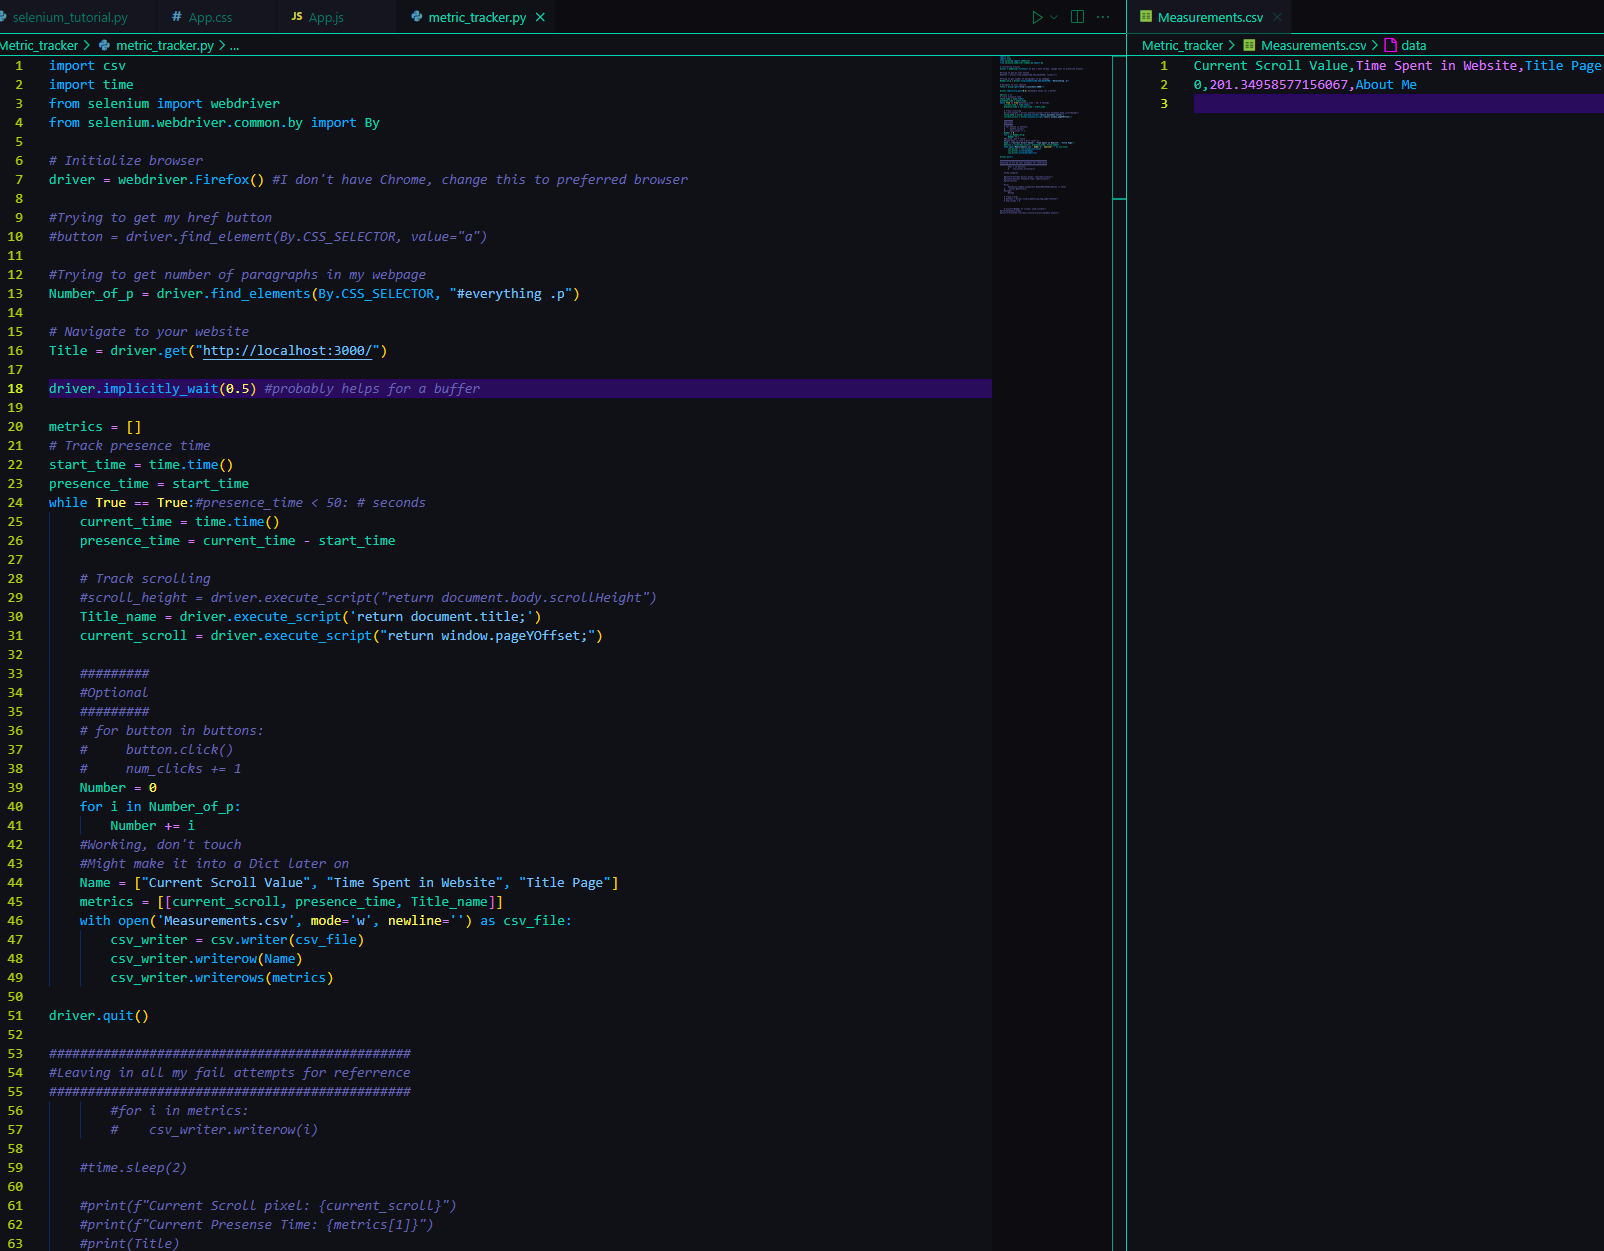 selenium_tutorial.py # App.css JS App.js metric_tracker.py
Metric_tracker > metric_tracker.py > ...
1 import csv
2 import time
3 from selenium import webdriver
4 from selenium.webdriver.common.by import By
5
6 # Initialize browser
7 driver = webdriver.Firefox() #I don't have Chrome, change this to preferred browser
8
9 #Trying to get my href button
10 #button = driver.find_element(By.CSS_SELECTOR, value="a")
11
12 #Trying to get number of paragraphs in my webpage
13 Number_of_p = driver.find_elements(By.CSS_SELECTOR, "#everything .p")
14
15 # Navigate to your website
16 Title = driver.get("http://localhost:3000/")
17
18 driver.implicitly_wait(0.5) #probably helps for a buffer
19
20 metrics = []
21 # Track presence time
22 start_time = time.time()
23 presence_time = start_time
24 while True == True:#presence_time < 50: # seconds
25 current_time = time.time()
26 presence_time = current_time - start_time
27
28 # Track scrolling
29 #scroll_height = driver.execute_script("return document.body.scrollHeight")
30 Title_name = driver.execute_script('return document.title;')
31 current_scroll = driver.execute_script("return window.pageYOffset;")
32
33 #########
34 #Optional
35 #########
36 # for button in buttons:
37 #     button.click()
38 #     num_clicks += 1
39 Number = 0
40 for i in Number_of_p:
41 Number += i
42 #Working, don't touch
43 #Might make it into a Dict later on
44 Name = ["Current Scroll Value", "Time Spent in Website", "Title Page"]
45 metrics = [[current_scroll, presence_time, Title_name]]
46 with open('Measurements.csv', mode='w', newline='') as csv_file:
47 csv_writer = csv.writer(csv_file)
48 csv_writer.writerow(Name)
49 csv_writer.writerows(metrics)
50
51 driver.quit()
52
53 ###############################################
54 #Leaving in all my fail attempts for referrence
55 ###############################################
56 #for i in metrics:
57 #    csv_writer.writerow(i)
58
59 #time.sleep(2)
60
61 #print(f"Current Scroll pixel: {current_scroll}")
62 #print(f"Current Presense Time: {metrics[1]}")
63 #print(Title)
Measurements.csv
Metric_tracker > Measurements.csv > data
1 Current Scroll Value,Time Spent in Website,Title Page
2 0,201.34958577156067,About Me
3